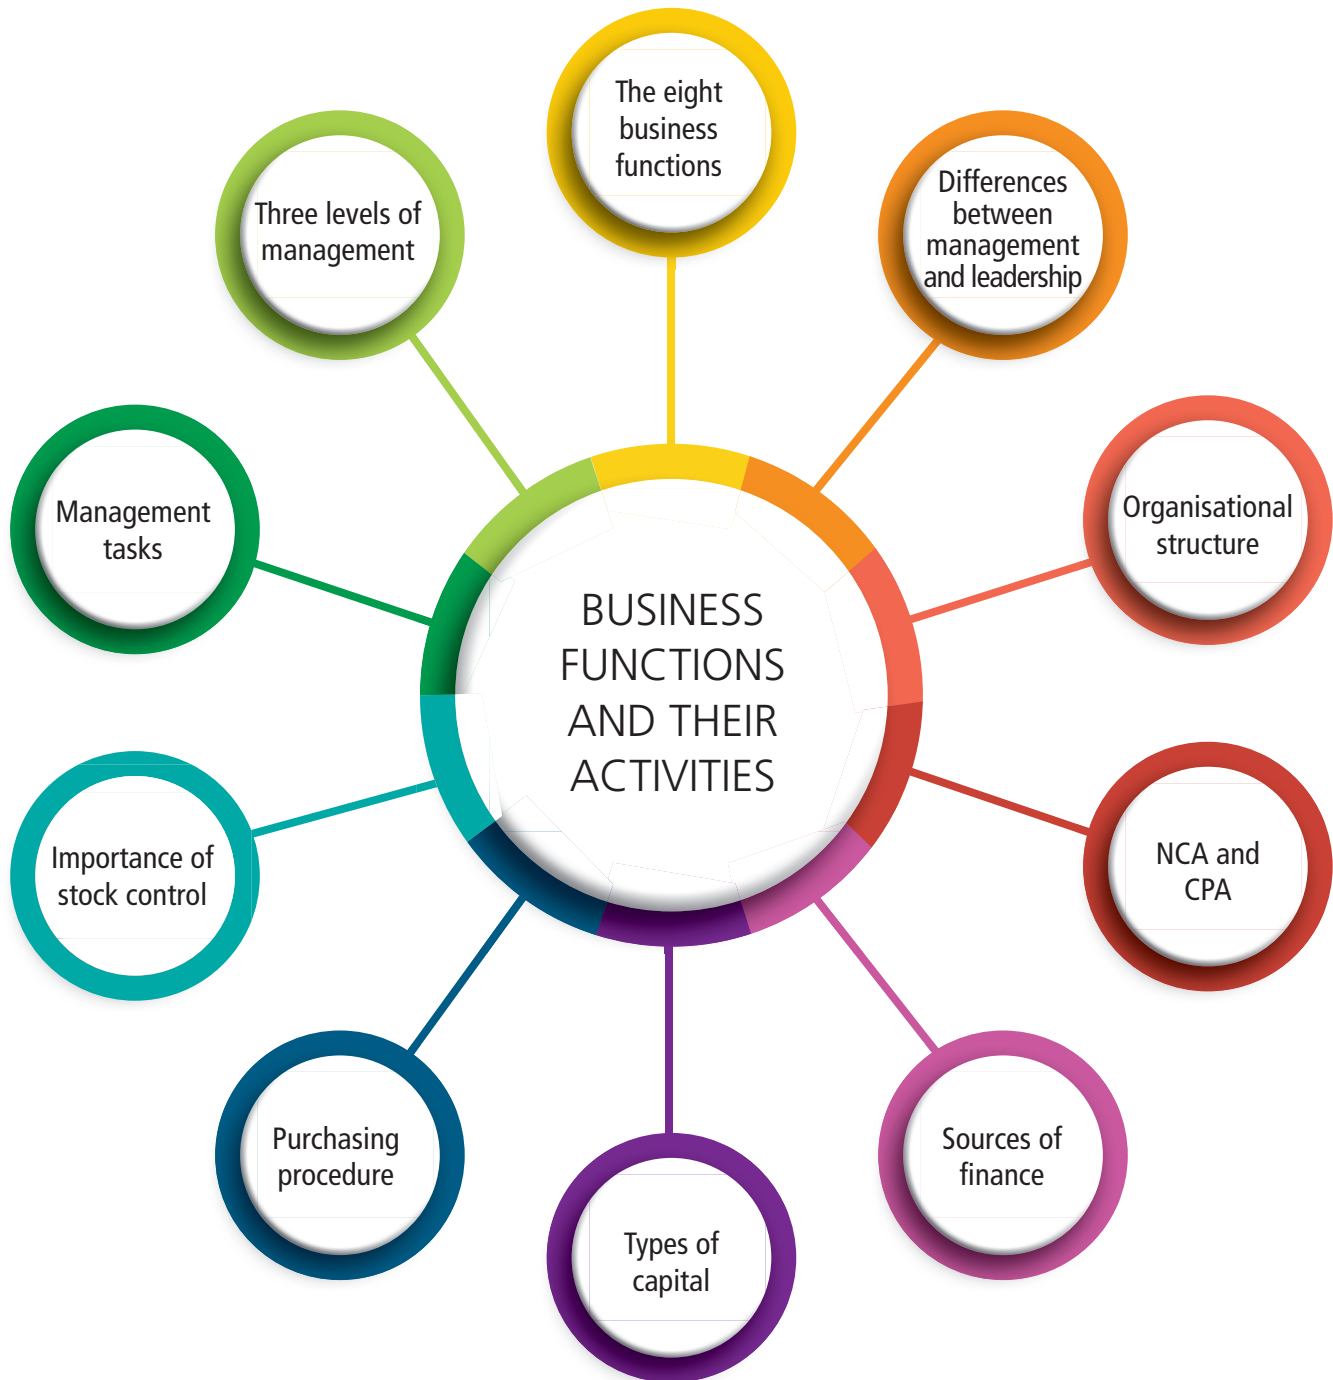 The eight
business
functions
Differences
between
management
and leadership
Organisational
structure
NCA and
CPA
Sources of
finance
Types of
capital
Purchasing
procedure
Importance of
stock control
Management
tasks
Three levels of
management
BUSINESS
FUNCTIONS
AND THEIR
ACTIVITIES